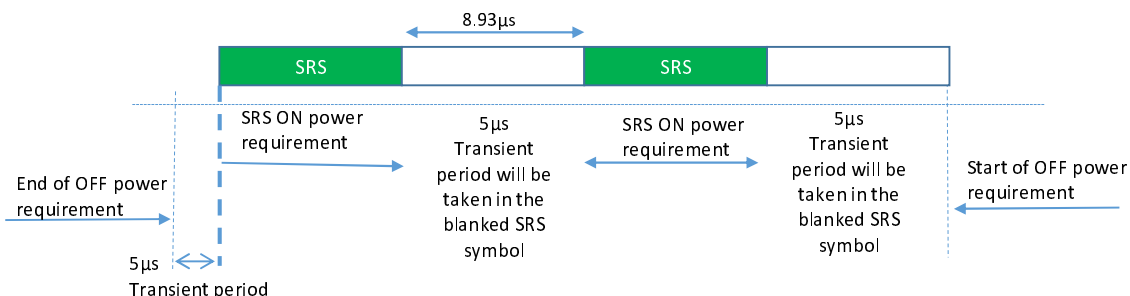 8.93µs
SRS
SRS
SRS ON power
requirement
5µs
Transient
period will be
taken in the
blanked SRS
symbol
SRS ON power
requirement
5µs
Transient
period will be
taken in the
blanked SRS
symbol
End of OFF power
requirement
Start of OFF power
requirement
5µs
Transient period